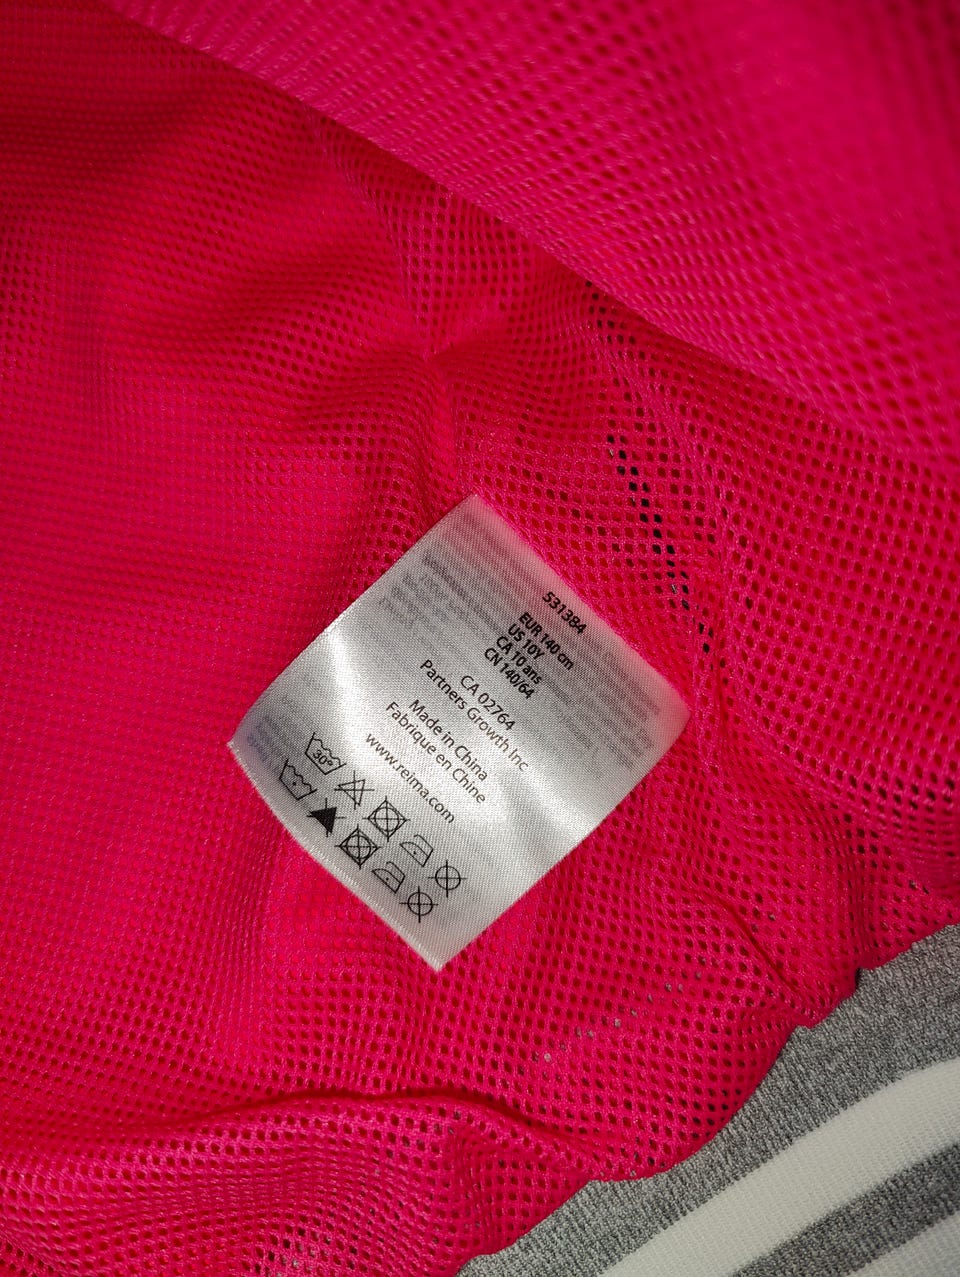 531384
EUR 140 cm
US 10Y
CA 10 ans
CN 140/64
CA 02764
Partners Growth Inc
Made in China
Fabrique en Chine
www.reima.com
30°